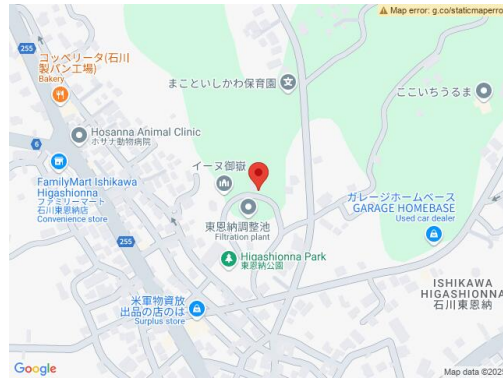 Map error: g.co/staticmaperro
255
コッペリータ(石川
製パン工場)
Bakery
まこといしかわ保育園
ここいちうるま
Hosanna Animal Clinic
ホサナ動物病院
6
イーヌ御嶽
FamilyMart Ishikawa
Higashionna
ファミリーマート
石川東恩納店
Convenience store
ガレージホームベース
GARAGE HOMEBASE
Used car dealer
東恩納調整池
Filtration plant
255
Higashionna Park
東恩納公園
ISHIKAWA
HIGASHIONNA
石川東恩納
米軍物資放
出品の店のは
Surplus store
Google
Map data ©202